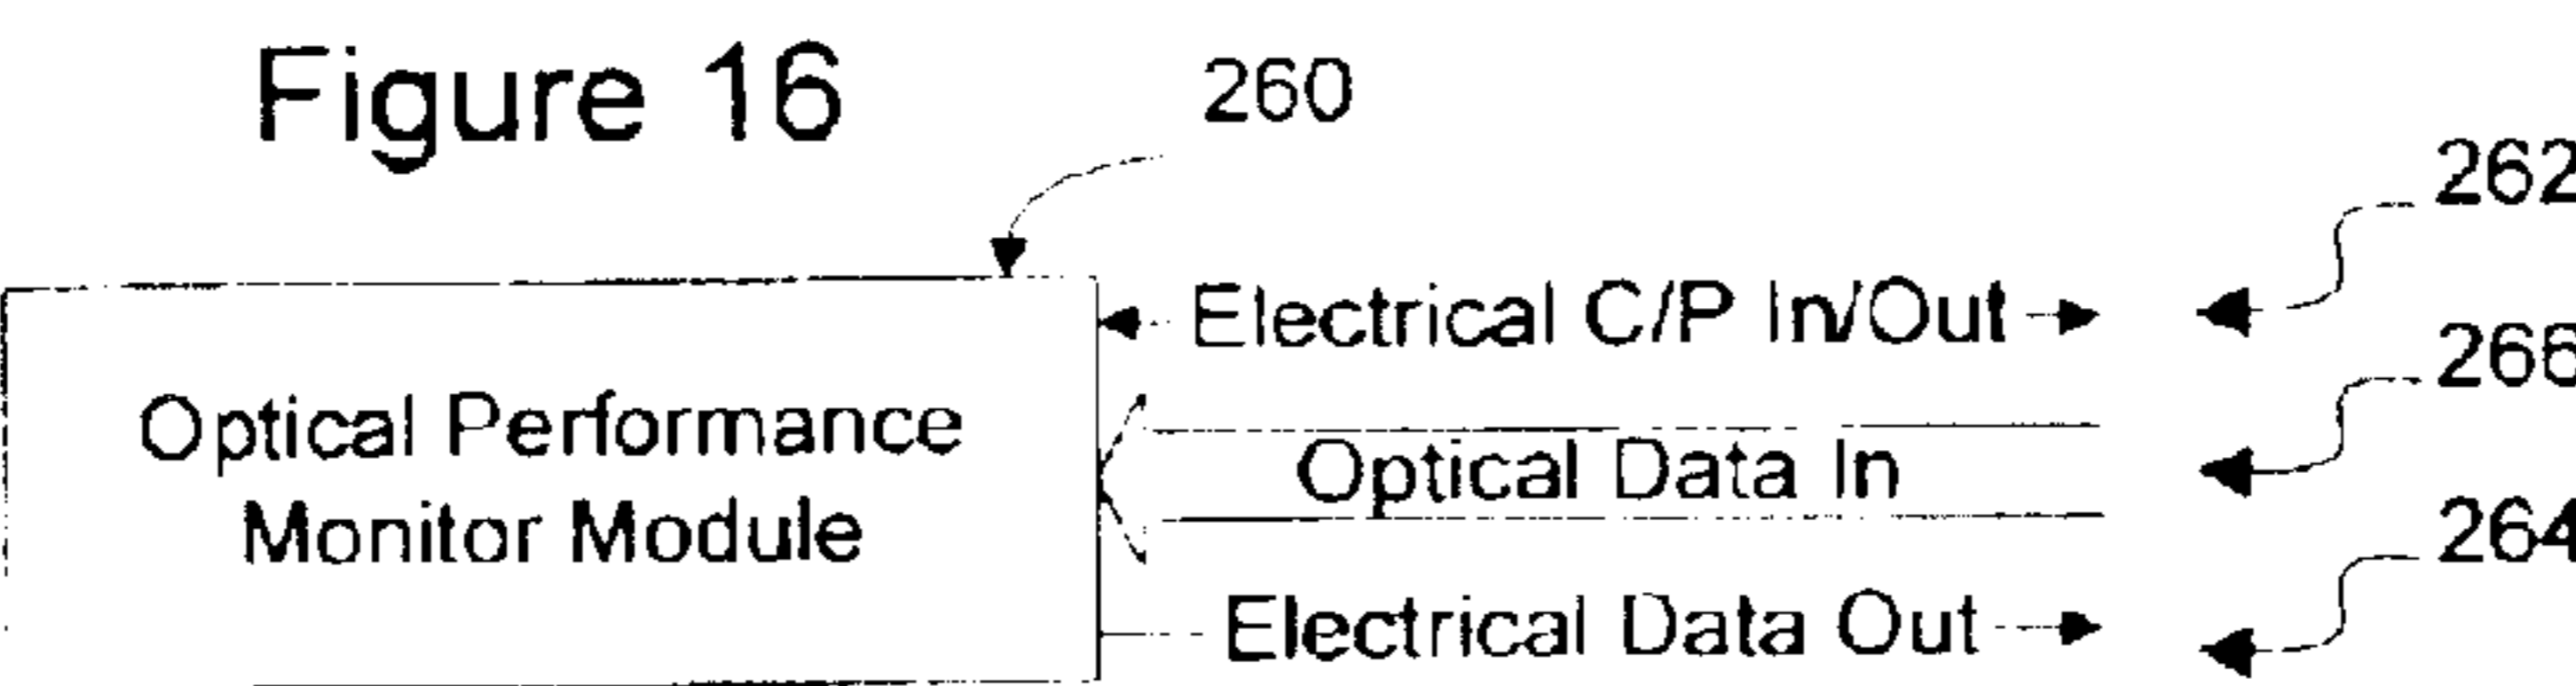 Figure 16
260
262
Electrical C/P In/Out
266
Optical Performance
Monitor Module
Optical Data In
264
Electrical Data Out